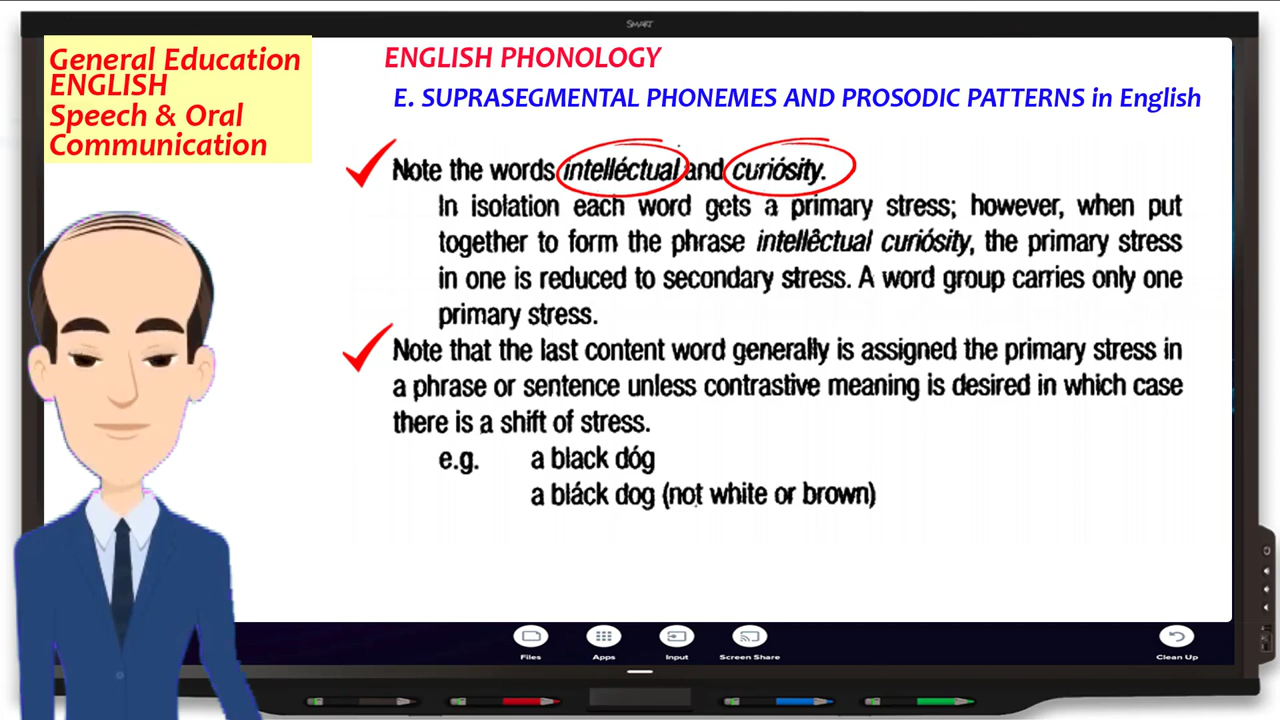 SMART
General Education
ENGLISH
Speech & Oral
Communication
ENGLISH PHONOLOGY
E. SUPRASEGMENTAL PHONEMES AND PROSODIC PATTERNS in English
Note the words intelléctual and curiósity.
In isolation each word gets a primary stress; however, when put
together to form the phrase intellêctual curiósity, the primary stress
in one is reduced to secondary stress. A word group carries only one
primary stress.
Note that the last content word generally is assigned the primary stress in
a phrase or sentence unless contrastive meaning is desired in which case
there is a shift of stress.
e.g. a black dóg
a bláck dog (not white or brown)
Files Apps Input Screen Share Clean Up